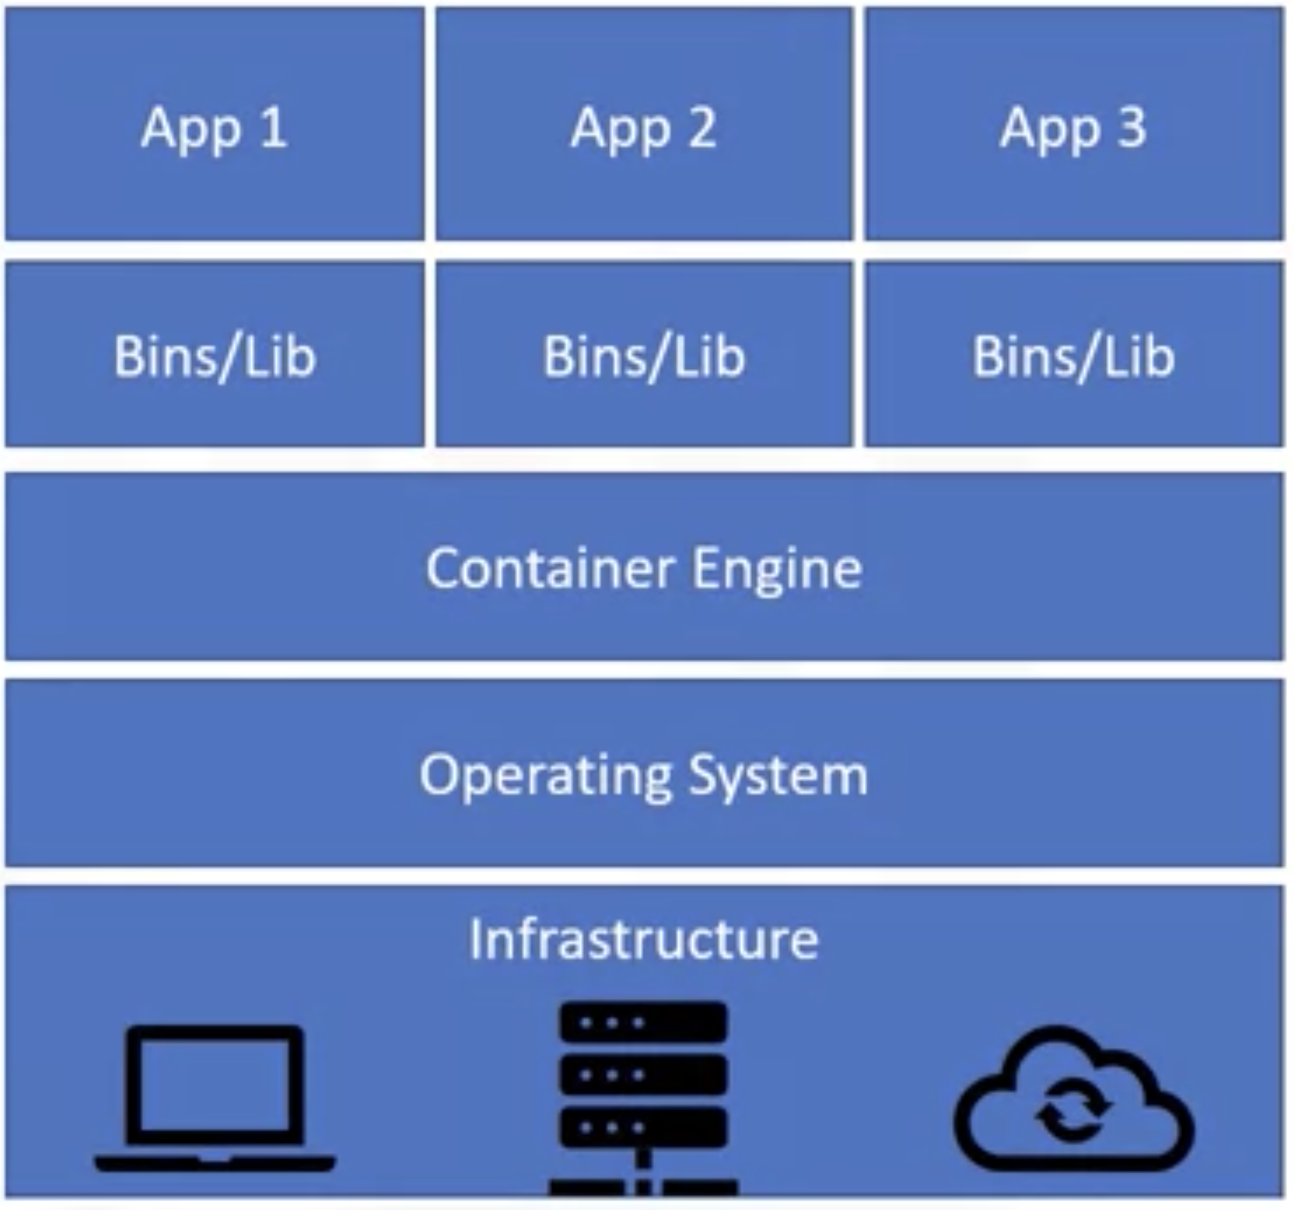 App 1
App 2
App 3
Bins/Lib
Bins/Lib
Bins/Lib
Container Engine
Operating System
Infrastructure